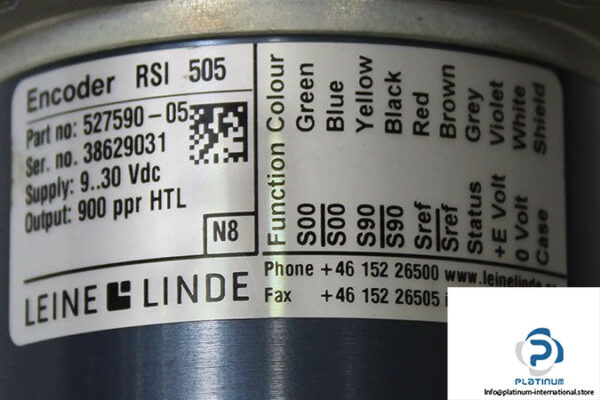 Encoder RSI 505
Part no: 527590-05
Ser. no. 38629031
Supply: 9..30 Vdc
Output: 900 ppr HTL
N8
LEINE LINDE
Function Colour
S00 Green
S00 Blue
S90 Yellow
S90 Black
Sref Red
Sref Brown
Status Grey
+E Volt Violet
0 Volt White
Case Shield
Phone +46 152 26500 www.leinelinde.
Fax +46 152 26505
PLATINUM
Info@platinum-international.store